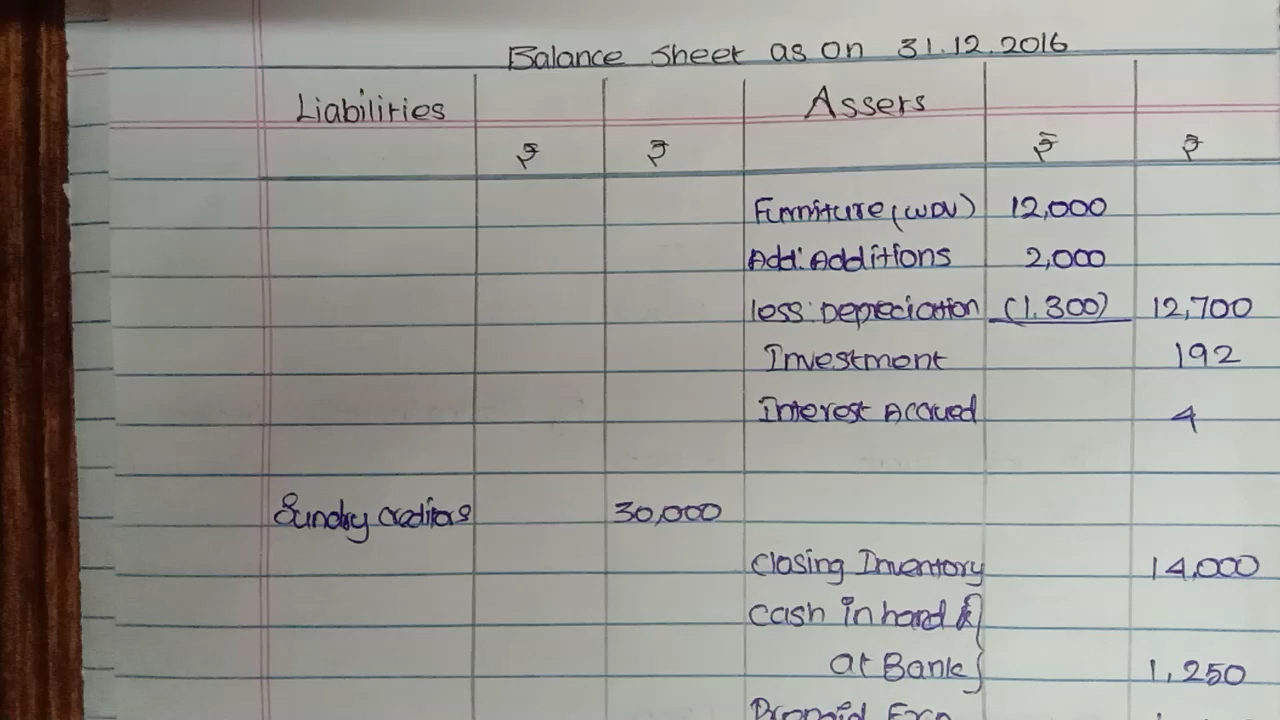 Balance Sheet as on 31.12.2016
Liabilities Assers
₹ ₹ ₹ ₹
Furniture (WDV) 12,000
Add: Additions 2,000
less: Depreciation (1,300) 12,700
Investment 192
Interest Accrued 4
Sundry creditors 30,000
Closing Inventory 14,000
Cash in hand &
at Bank 1,250